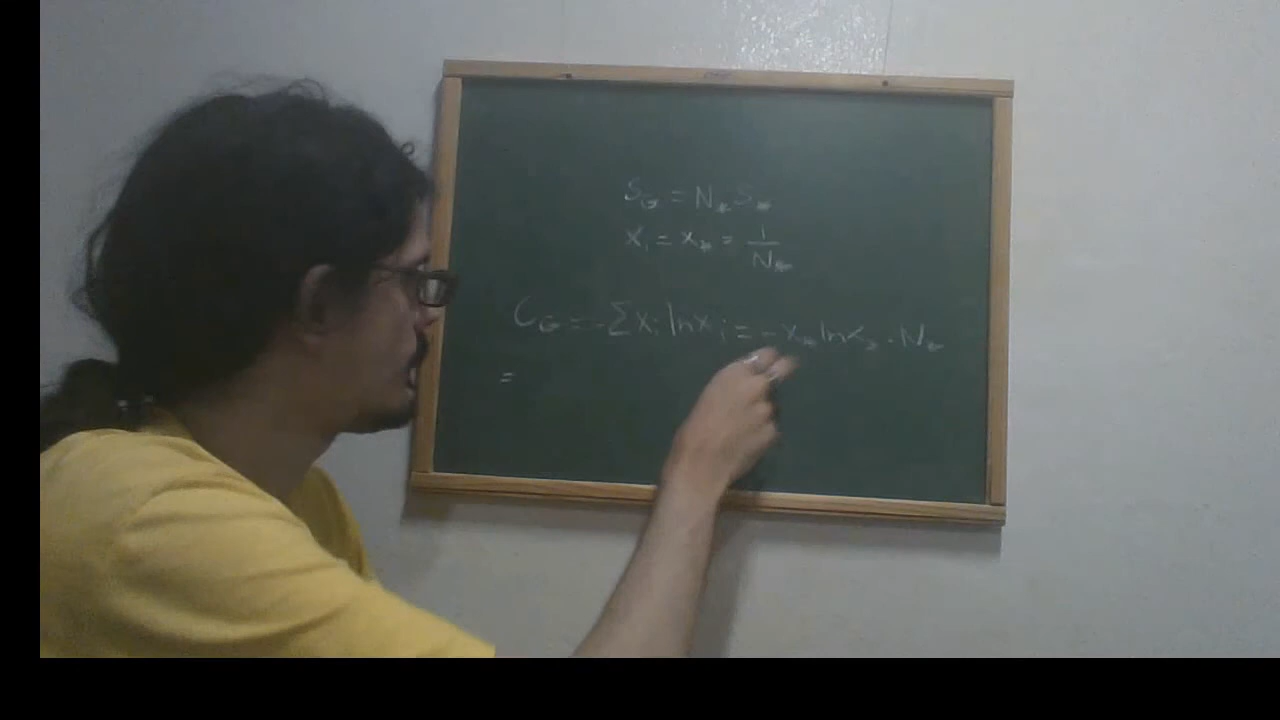 S_G = N_* S_*
x_i = x_* = 1/N_*
C_G = -Σ x_i ln x_i = -x_* ln x_* · N_*
=